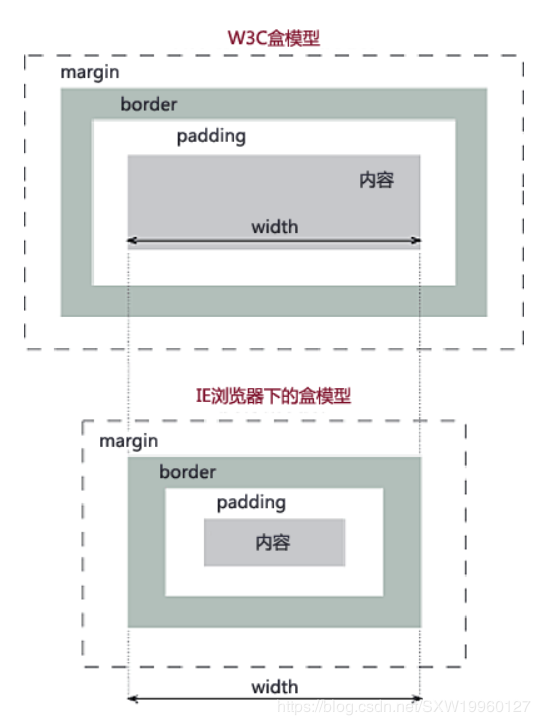 W3C盒模型
margin
border
padding
内容
width
IE浏览器下的盒模型
margin
border
padding
内容
width
https://blog.csdn.net/SXW19960127